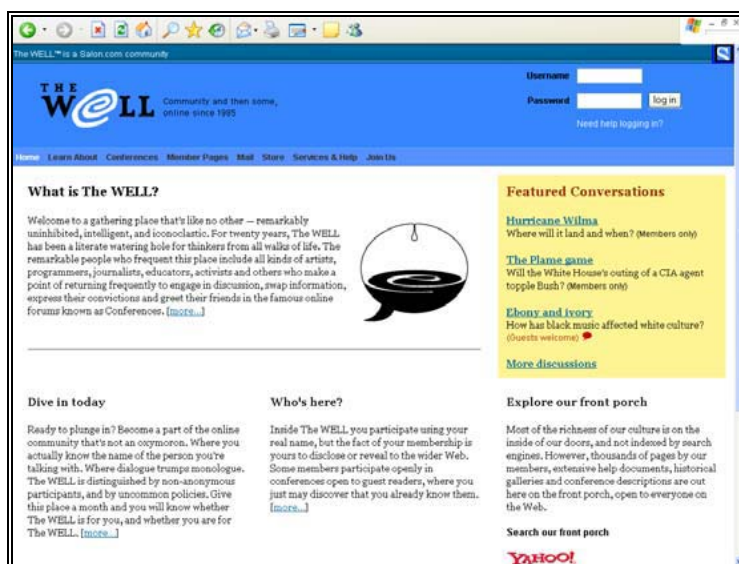 The WELL™ is a Salon.com community
THE
WELL
Community and then some,
online since 1985
Username
Password
log in
Need help logging in?
Home Learn About Conferences Member Pages Mail Store Services & Help Join Us
What is The WELL?
Welcome to a gathering place that's like no other — remarkably
uninhibited, intelligent, and iconoclastic. For twenty years, The WELL
has been a literate watering hole for thinkers from all walks of life. The
remarkable people who frequent this place include all kinds of artists,
programmers, journalists, educators, activists and others who make a
point of returning frequently to engage in discussion, swap information,
express their convictions and greet their friends in the famous online
forums known as Conferences. [more...]
Featured Conversations
Hurricane Wilma
Where will it land and when? (Members only)
The Plame game
Will the White House's outing of a CIA agent
topple Bush? (Members only)
Ebony and ivory
How has black music affected white culture?
(Guests welcome)
More discussions
Dive in today
Ready to plunge in? Become a part of the online
community that's not an oxymoron. Where you
actually know the name of the person you're
talking with. Where dialogue trumps monologue.
The WELL is distinguished by non-anonymous
participants, and by uncommon policies. Give
this place a month and you will know whether
The WELL is for you, and whether you are for
The WELL. [more...]
Who's here?
Inside The WELL you participate using your
real name, but the fact of your membership is
yours to disclose or reveal to the wider Web.
Some members participate openly in
conferences open to guest readers, where you
just may discover that you already know them.
[more...]
Explore our front porch
Most of the richness of our culture is on the
inside of our doors, and not indexed by search
engines. However, thousands of pages by our
members, extensive help documents, historical
galleries and conference descriptions are out
here on the front porch, open to everyone on
the Web.
Search our front porch
YAHOO!